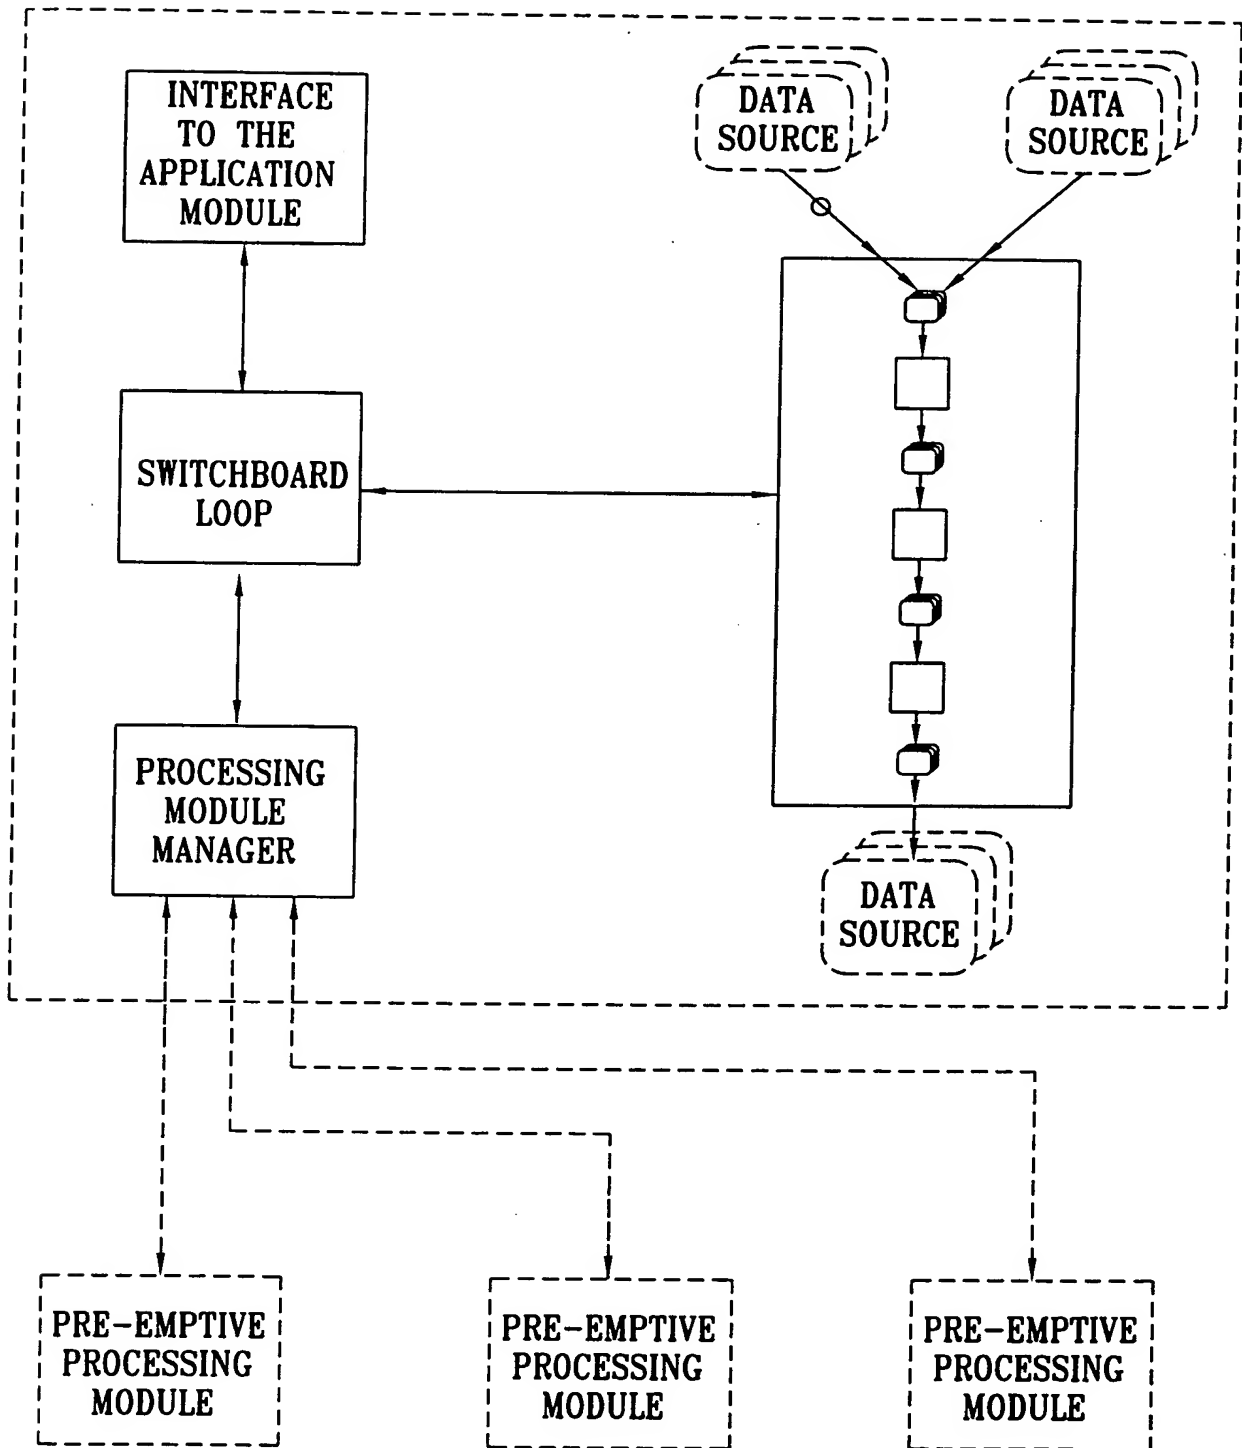 INTERFACE
TO THE
APPLICATION
MODULE
DATA
SOURCE
DATA
SOURCE
SWITCHBOARD
LOOP
PROCESSING
MODULE
MANAGER
DATA
SOURCE
PRE-EMPTIVE
PROCESSING
MODULE
PRE-EMPTIVE
PROCESSING
MODULE
PRE-EMPTIVE
PROCESSING
MODULE